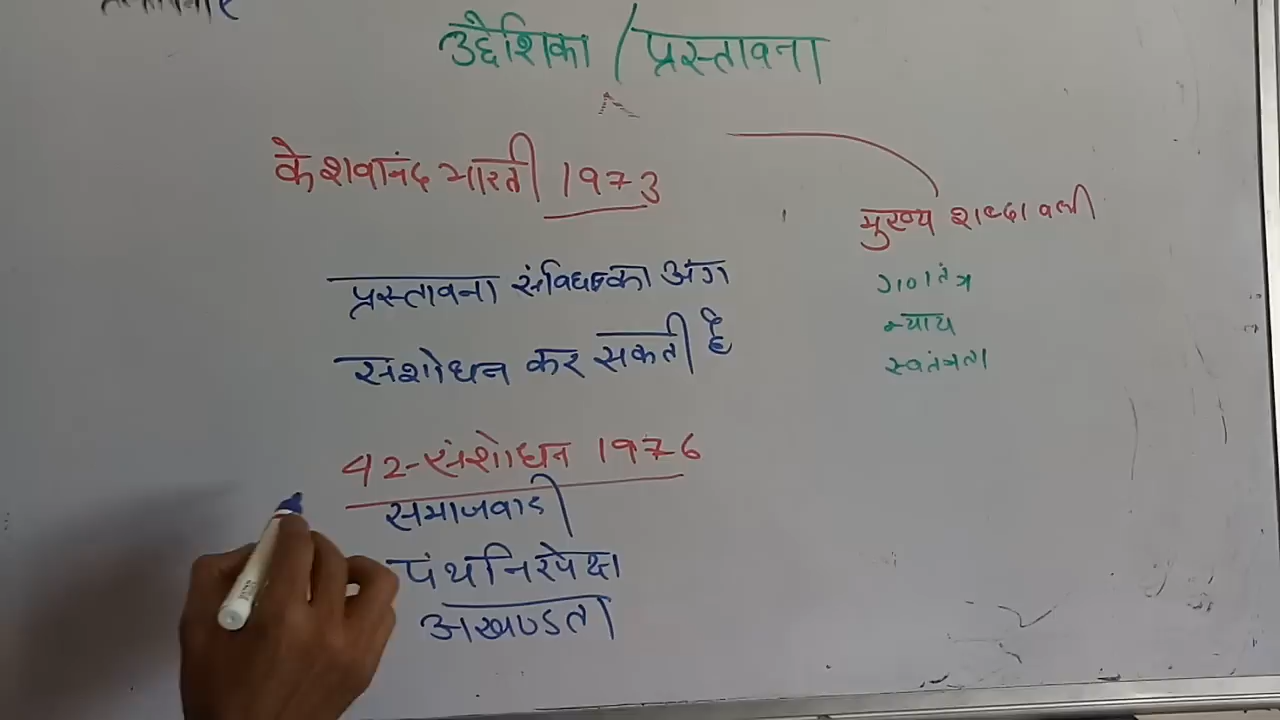 उद्देशिका / प्रस्तावना
केशवानंद भारती 1973
प्रस्तावना संविधान का अंग
संशोधन कर सकती है
42-संशोधन 1976
समाजवादी
पंथनिरपेक्ष
अखण्डता
मुख्य शब्दावली
गणतंत्र
न्याय
स्वतंत्रता